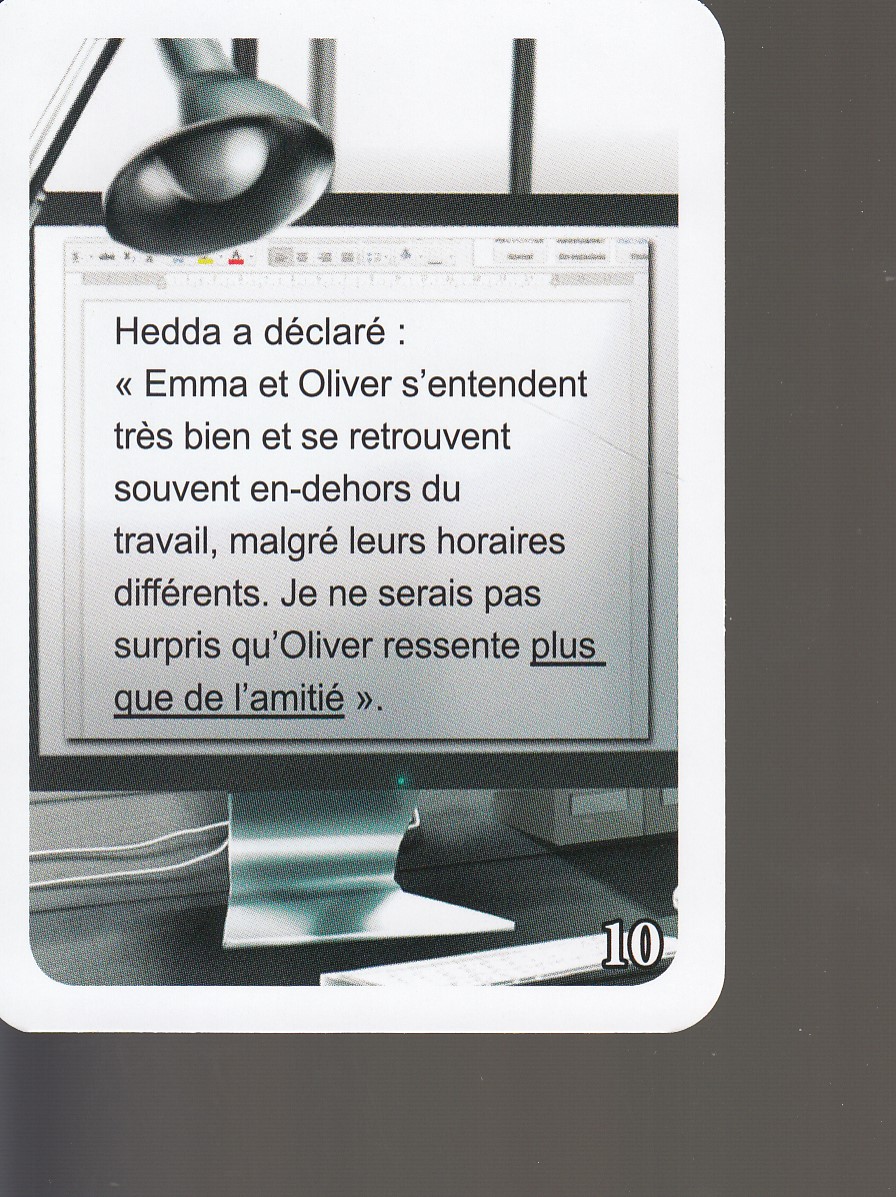 Hedda a déclaré :
« Emma et Oliver s’entendent
très bien et se retrouvent
souvent en-dehors du
travail, malgré leurs horaires
différents. Je ne serais pas
surpris qu’Oliver ressente plus
que de l’amitié ».
10